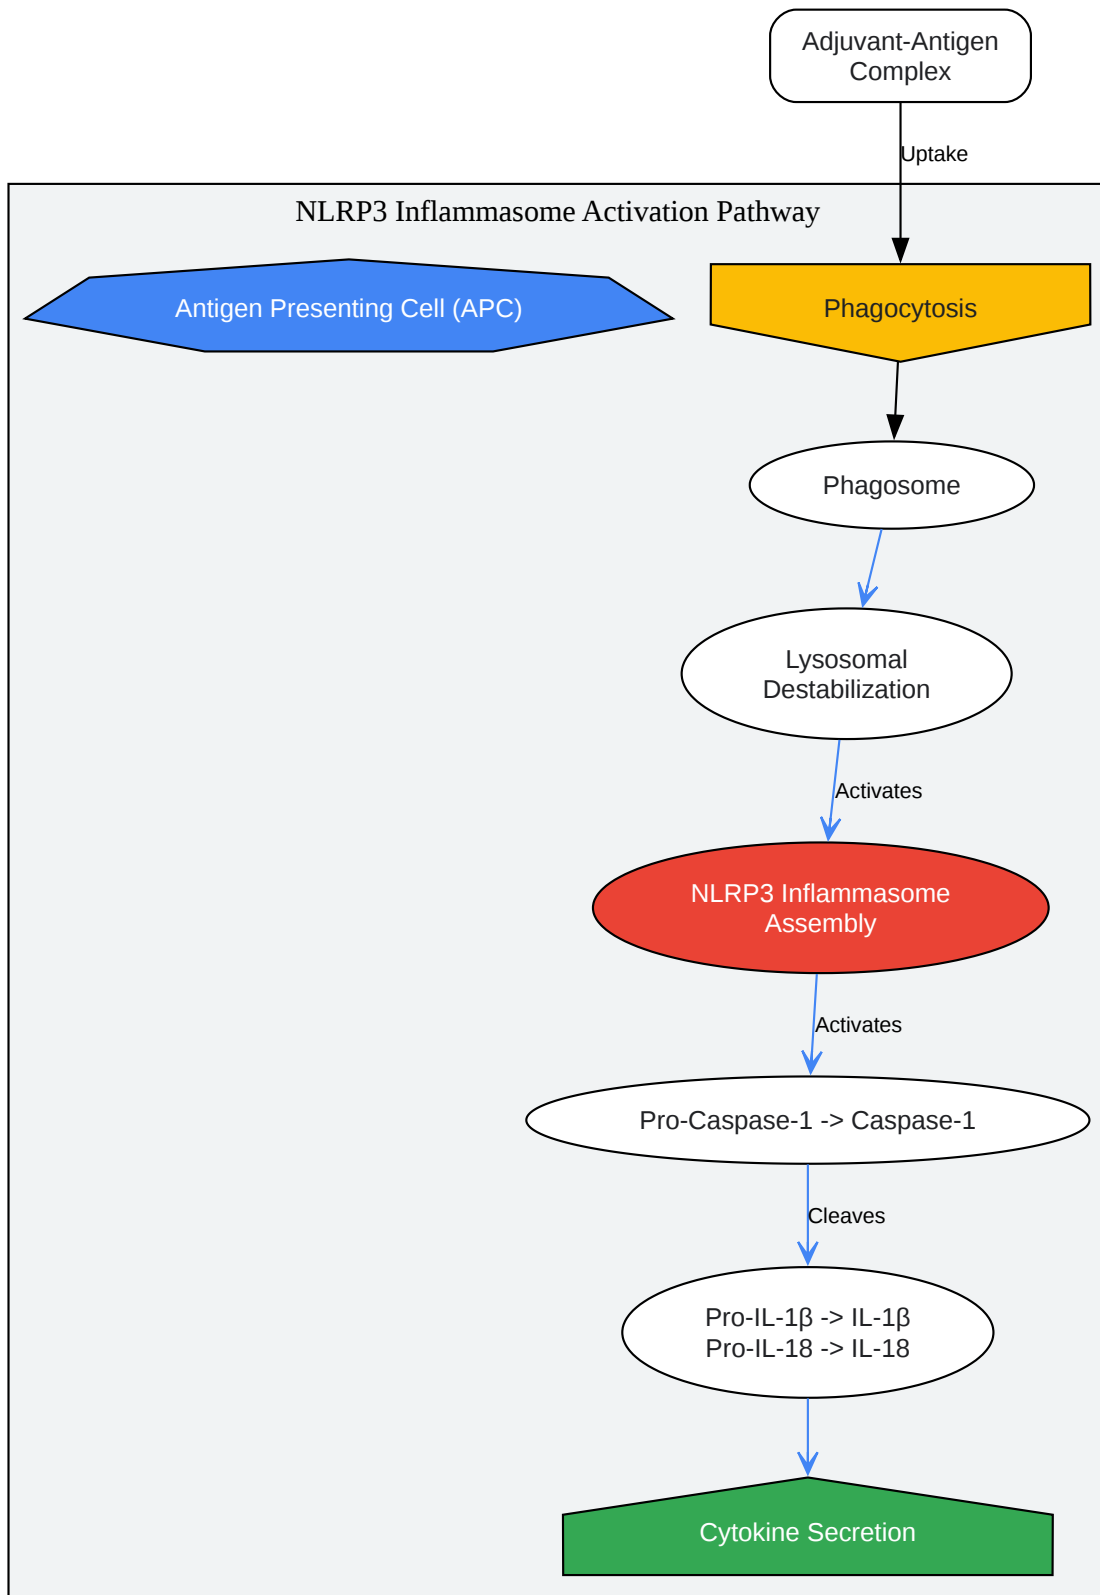 Adjuvant-Antigen
Complex
Uptake
NLRP3 Inflammasome Activation Pathway
Antigen Presenting Cell (APC)
Phagocytosis
Phagosome
Lysosomal
Destabilization
Activates
NLRP3 Inflammasome
Assembly
Activates
Pro-Caspase-1 -> Caspase-1
Cleaves
Pro-IL-1β -> IL-1β
Pro-IL-18 -> IL-18
Cytokine Secretion